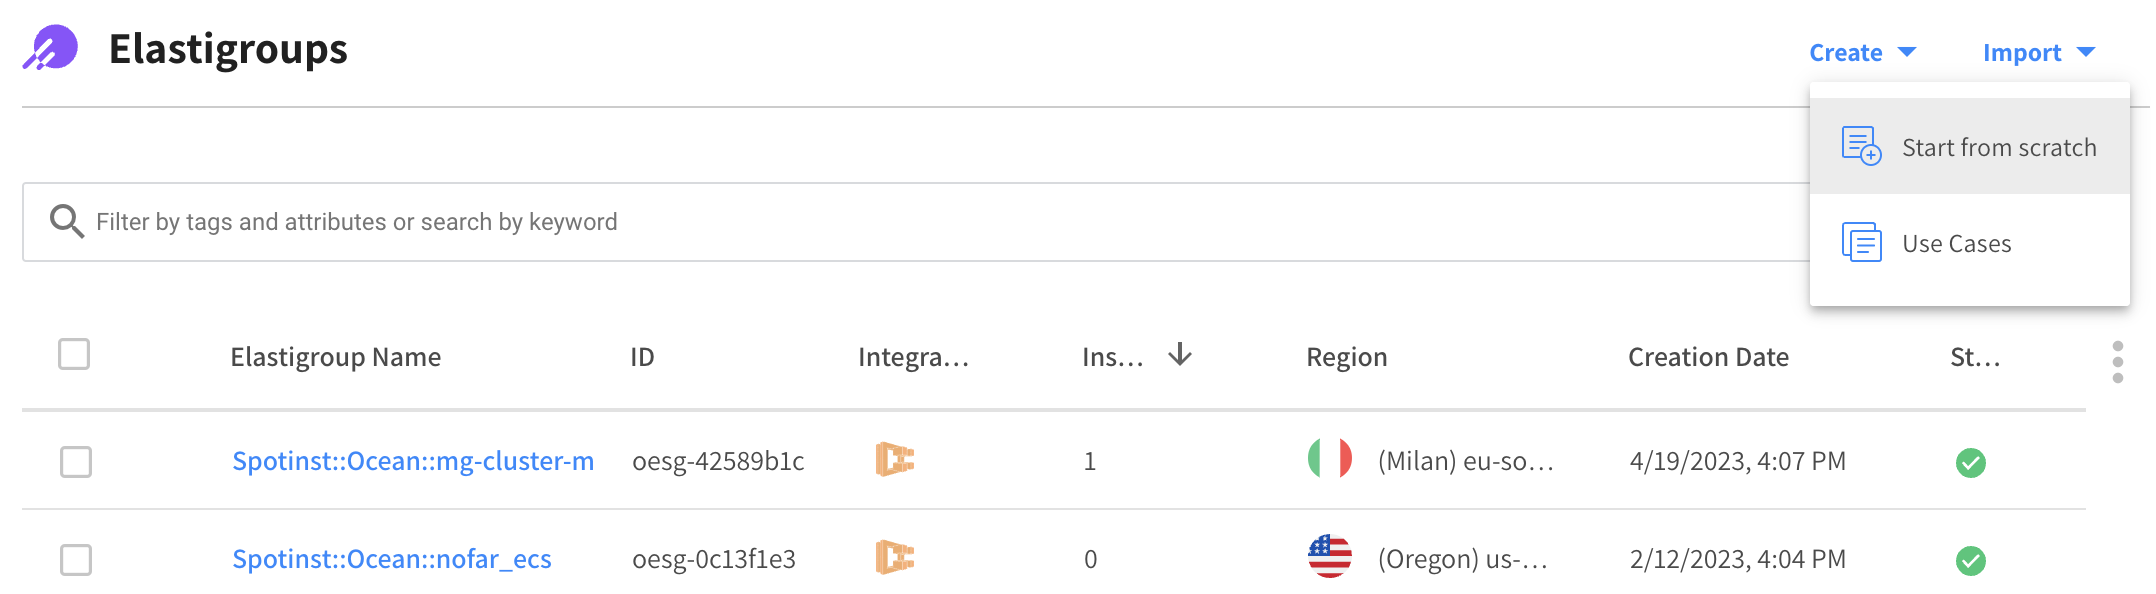 Elastigroups
Create
Import
Start from scratch
Use Cases
Filter by tags and attributes or search by keyword
Elastigroup Name ID Integra... Ins... Region Creation Date St...
Spotinst::Ocean::mg-cluster-m oesg-42589b1c 1 (Milan) eu-so... 4/19/2023, 4:07 PM
Spotinst::Ocean::nofar_ecs oesg-0c13f1e3 0 (Oregon) us-... 2/12/2023, 4:04 PM